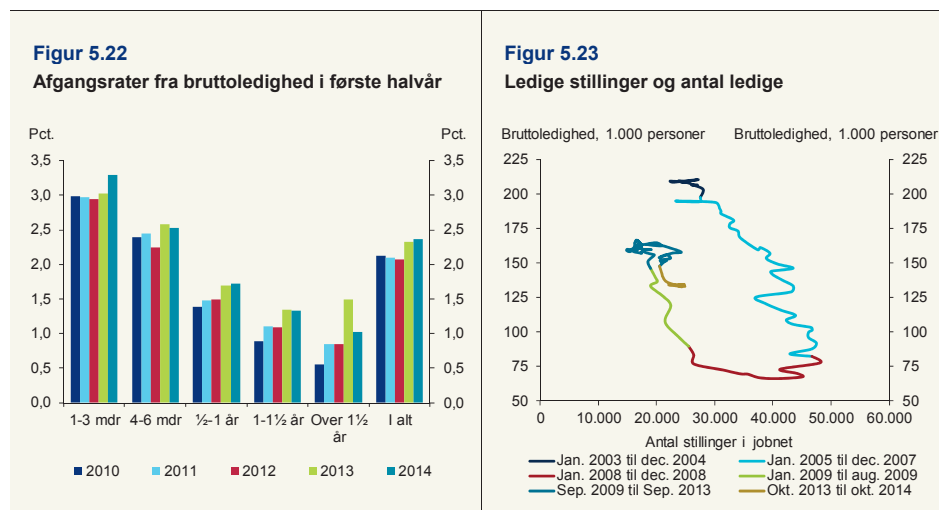 Figur 5.22
Afgangsrater fra bruttoledighed i første halvår
Pct. Pct.
3,5 3,5
3,0 3,0
2,5 2,5
2,0 2,0
1,5 1,5
1,0 1,0
0,5 0,5
0,0 0,0
1-3 mdr 4-6 mdr ½-1 år 1-1½ år Over 1½ år I alt
2010 2011 2012 2013 2014
Figur 5.23
Ledige stillinger og antal ledige
Bruttoledighed, 1.000 personer Bruttoledighed, 1.000 personer
225 225
200 200
175 175
150 150
125 125
100 100
75 75
50 50
0 10.000 20.000 30.000 40.000 50.000 60.000
Antal stillinger i jobnet
Jan. 2003 til dec. 2004 Jan. 2005 til dec. 2007
Jan. 2008 til dec. 2008 Jan. 2009 til aug. 2009
Sep. 2009 til Sep. 2013 Okt. 2013 til okt. 2014